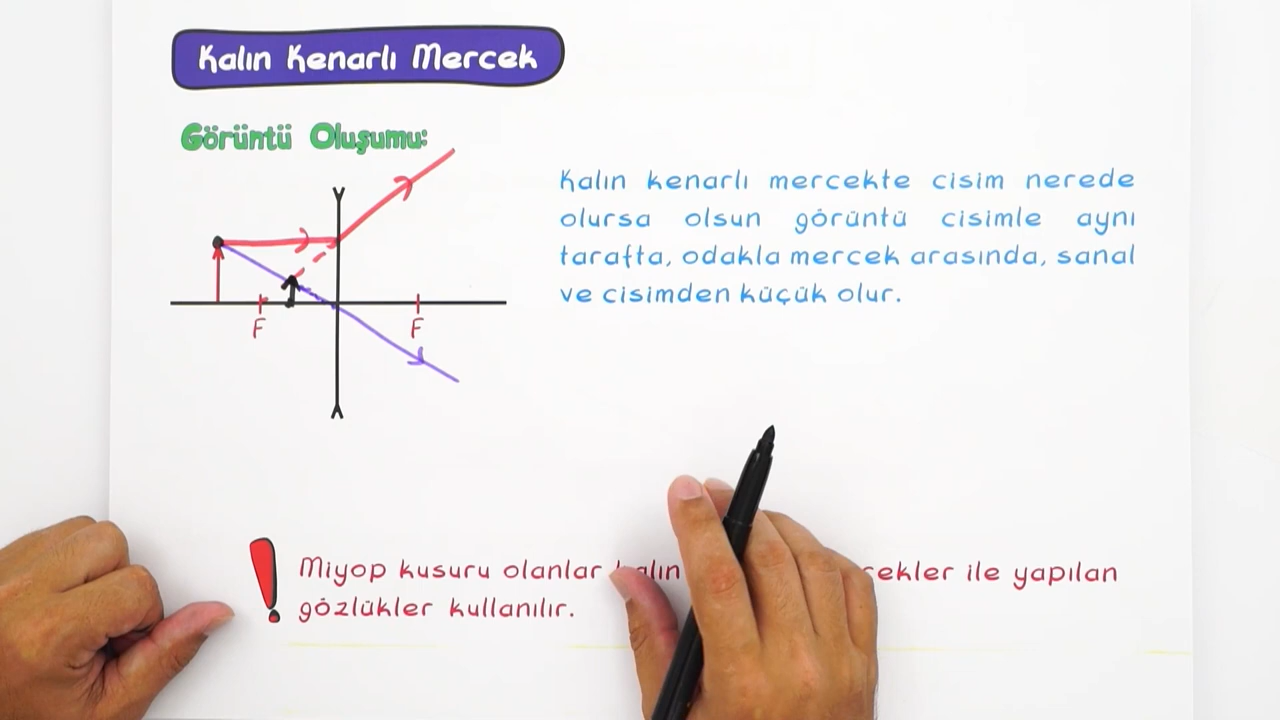 Kalın Kenarlı Mercek
Görüntü Oluşumu:
Kalın kenarlı mercekte cisim nerede
olursa olsun görüntü cisimle aynı
tarafta, odakla mercek arasında, sanal
ve cisimden küçük olur.
F F
Miyop kusuru olanlar ile yapılan
gözlükler kullanılır.